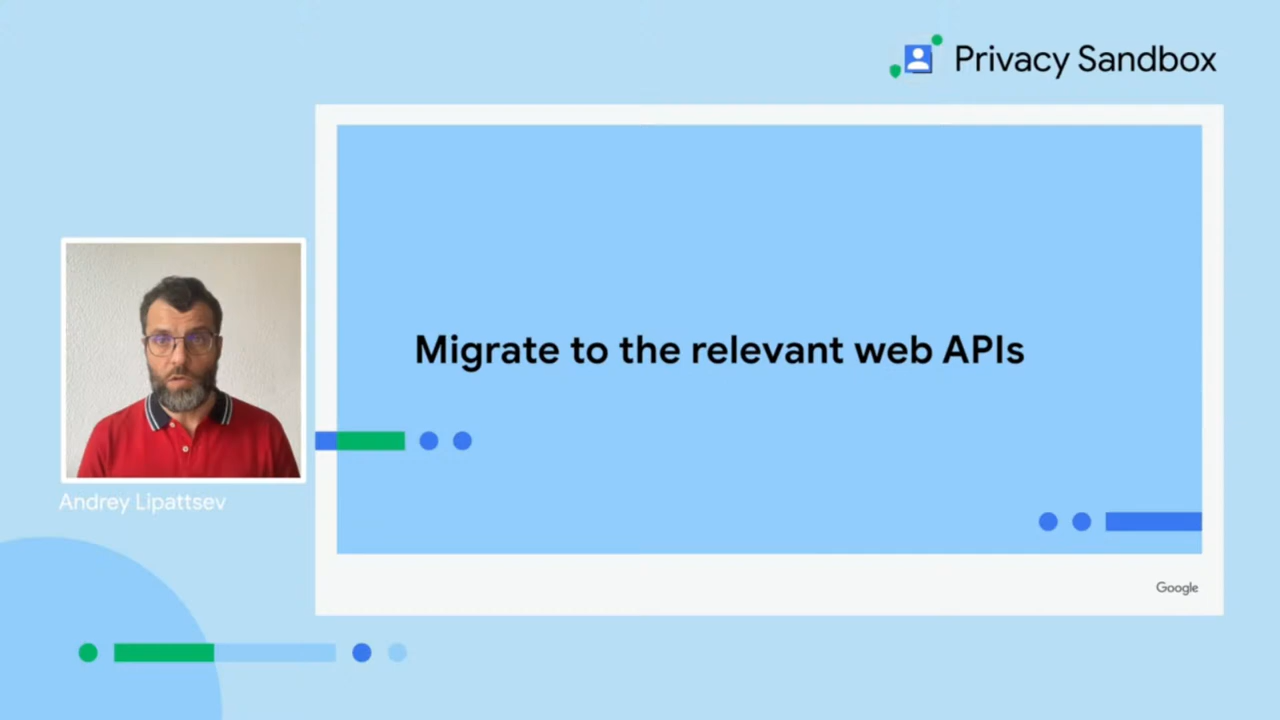 Privacy Sandbox
Migrate to the relevant web APIs
Andrey Lipattsev
Google